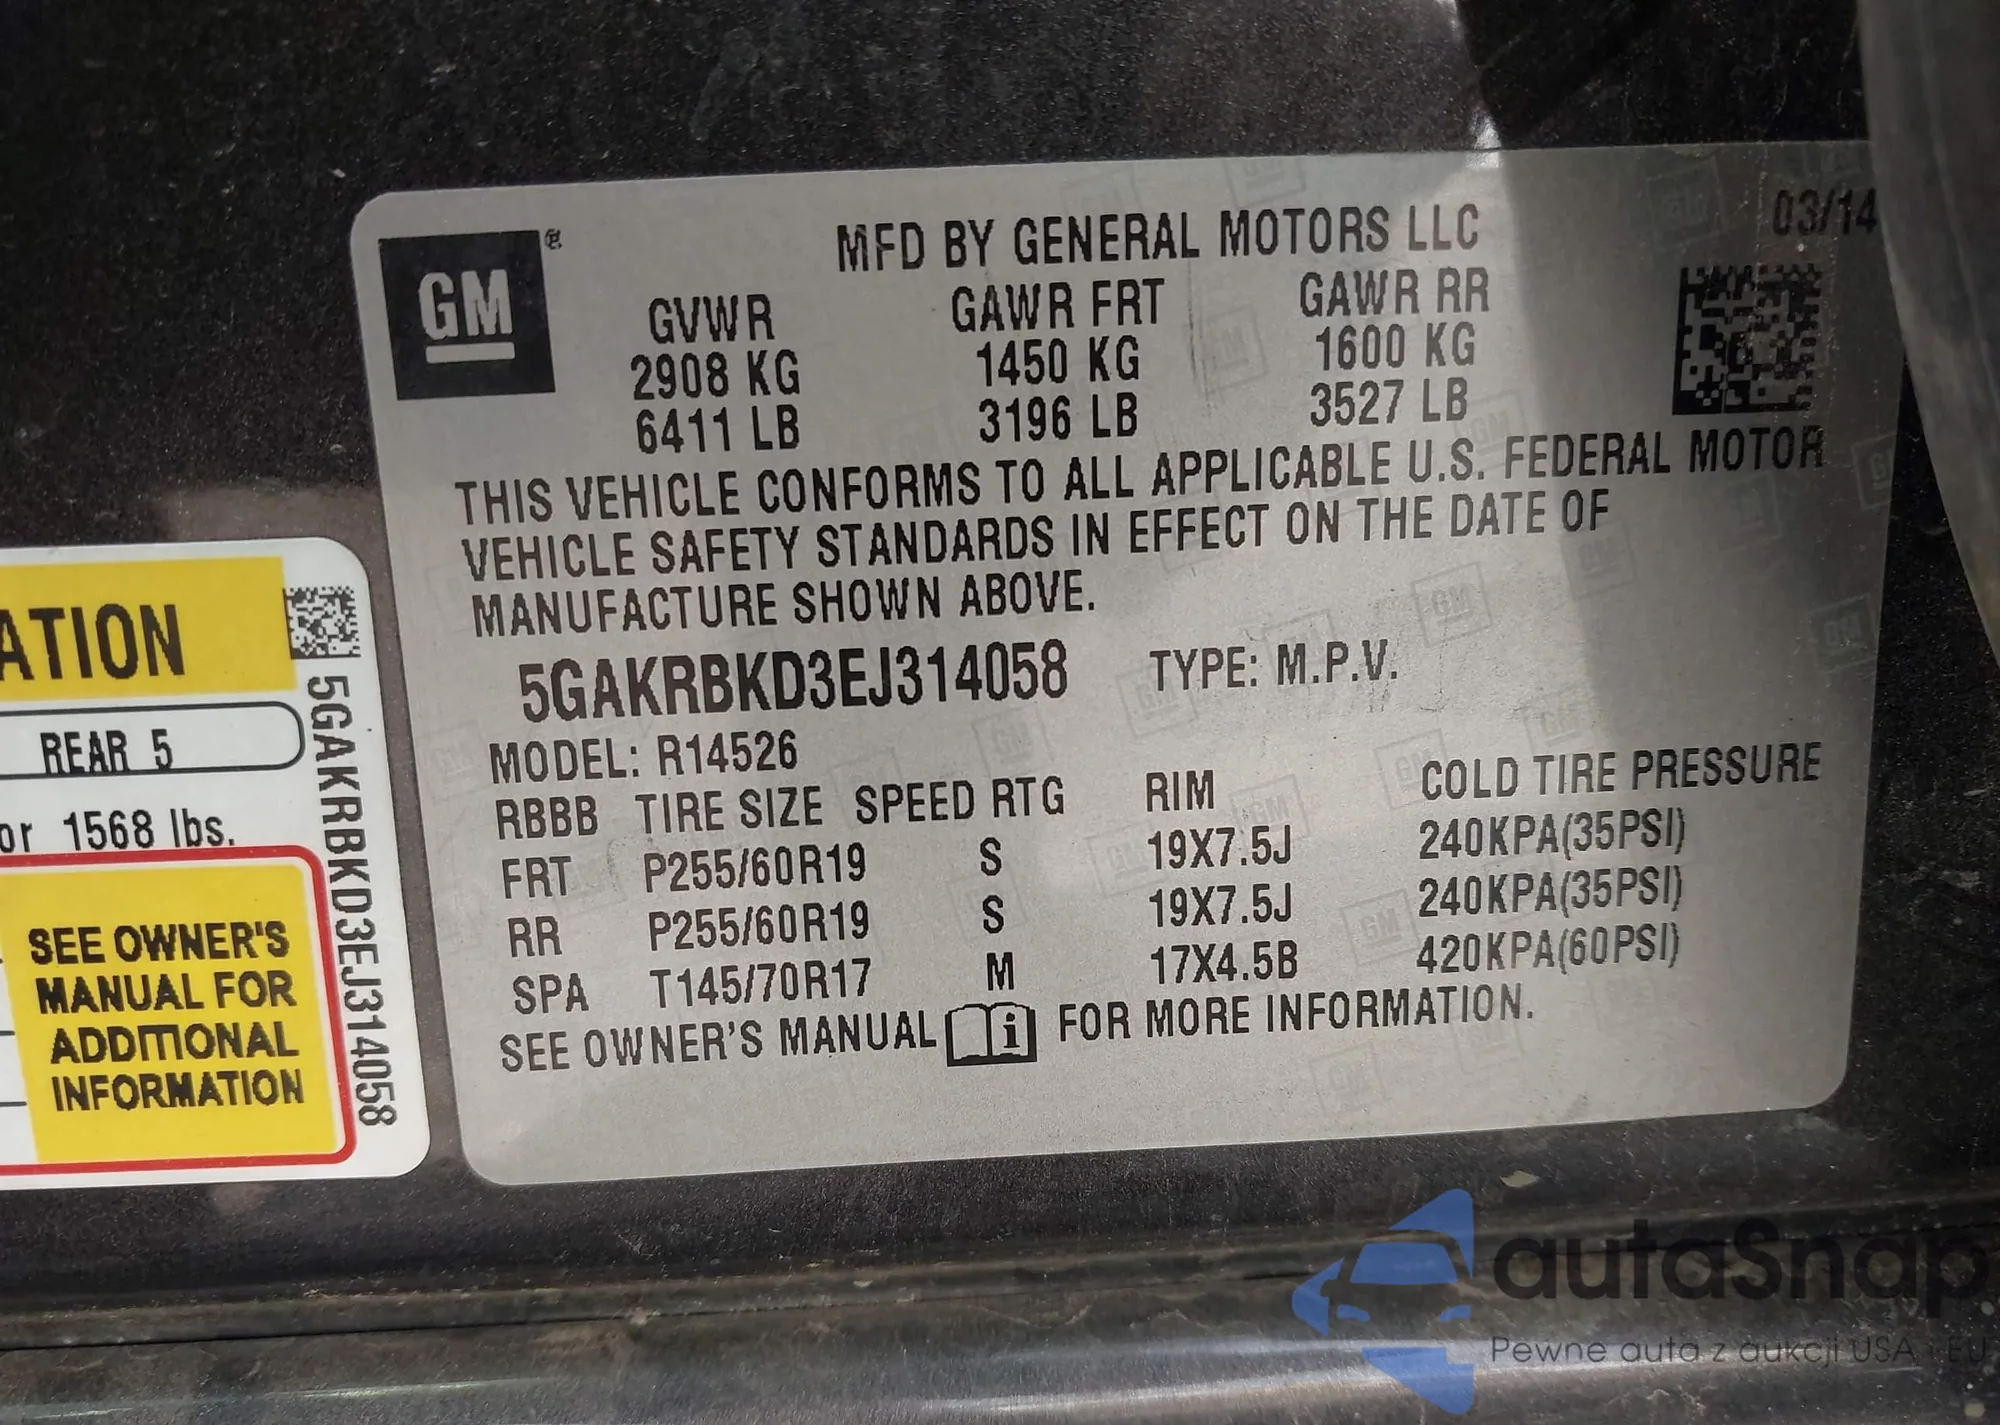 GM®
MFD BY GENERAL MOTORS LLC
03/14
GVWR GAWR FRT GAWR RR
2908 KG 1450 KG 1600 KG
6411 LB 3196 LB 3527 LB
THIS VEHICLE CONFORMS TO ALL APPLICABLE U.S. FEDERAL MOTOR
VEHICLE SAFETY STANDARDS IN EFFECT ON THE DATE OF
MANUFACTURE SHOWN ABOVE.
5GAKRBKD3EJ314058 TYPE: M.P.V.
MODEL: R14526
RBBB TIRE SIZE SPEED RTG RIM COLD TIRE PRESSURE
FRT P255/60R19 S 19X7.5J 240KPA(35PSI)
RR P255/60R19 S 19X7.5J 240KPA(35PSI)
SPA T145/70R17 M 17X4.5B 420KPA(60PSI)
SEE OWNER'S MANUAL i FOR MORE INFORMATION.
ATION
REAR 5
or 1568 lbs.
SEE OWNER'S
MANUAL FOR
ADDITIONAL
INFORMATION
5GAKRBKD3EJ314058
autaSnap
Pewne auta z aukcji USA i EU